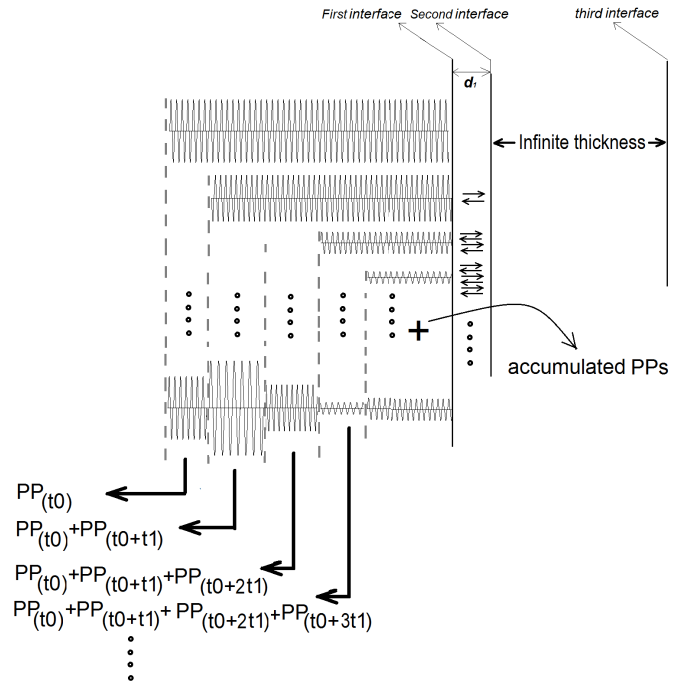 First interface Second interface third interface
d₁
Infinite thickness
+
accumulated PPs
PP(t0)
PP(t0)+PP(t0+t1)
PP(t0)+PP(t0+t1)+PP(t0+2t1)
PP(t0)+PP(t0+t1)+ PP(t0+2t1)+PP(t0+3t1)